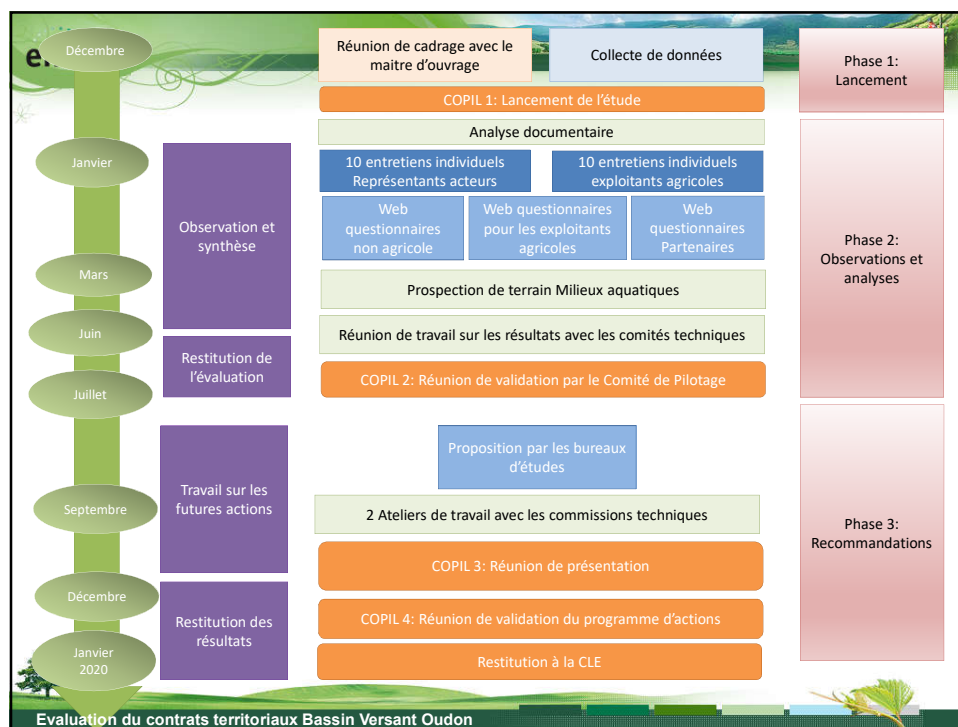 Décembre
Réunion de cadrage avec le
maitre d'ouvrage
Collecte de données
Phase 1:
Lancement
COPIL 1: Lancement de l'étude
Analyse documentaire
Janvier
10 entretiens individuels
Représentants acteurs
10 entretiens individuels
exploitants agricoles
Observation et
synthèse
Web
questionnaires
non agricole
Web questionnaires
pour les exploitants
agricoles
Web
questionnaires
Partenaires
Phase 2:
Observations et
analyses
Mars
Prospection de terrain Milieux aquatiques
Juin
Réunion de travail sur les résultats avec les comités techniques
Restitution de
l'évaluation
COPIL 2: Réunion de validation par le Comité de Pilotage
Juillet
Proposition par les bureaux
d'études
Travail sur les
futures actions
Septembre
2 Ateliers de travail avec les commissions techniques
Phase 3:
Recommandations
COPIL 3: Réunion de présentation
Décembre
Restitution des
résultats
COPIL 4: Réunion de validation du programme d'actions
Janvier
2020
Restitution à la CLE
Evaluation du contrats territoriaux Bassin Versant Oudon